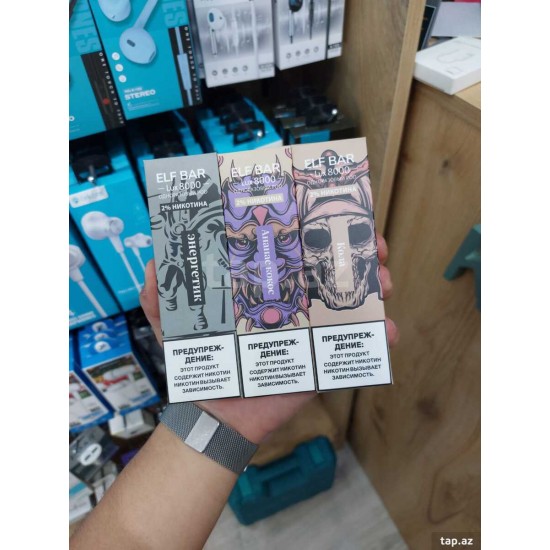 STEREO
ELF BAR
Lux 8000
2% НИКОТИНА
энергетик
ПРЕДУПРЕЖ-
ДЕНИЕ:
ЭТОТ ПРОДУКТ
СОДЕРЖИТ НИКОТИН
НИКОТИН ВЫЗЫВАЕТ
ЗАВИСИМОСТЬ.
ELF BAR
Lux 8000
2% НИКОТИНА
Ананас кокос
ПРЕДУПРЕЖ-
ДЕНИЕ:
ЭТОТ ПРОДУКТ
СОДЕРЖИТ НИКОТИН
НИКОТИН ВЫЗЫВАЕТ
ЗАВИСИМОСТЬ.
ELF BAR
Lux 8000
2% НИКОТИНА
Кола
ПРЕДУПРЕЖ-
ДЕНИЕ:
ЭТОТ ПРОДУКТ
СОДЕРЖИТ НИКОТИН
НИКОТИН ВЫЗЫВАЕТ
ЗАВИСИМОСТЬ.
tap.az